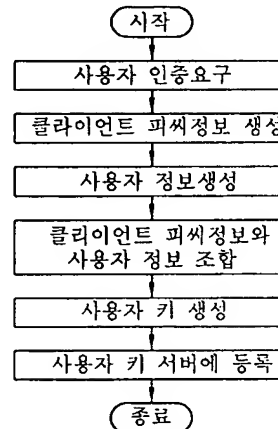 시작
사용자 인증요구
클라이언트 피씨정보 생성
사용자 정보생성
클리이언트 피씨정보와
사용자 정보 조합
사용자 키 생성
사용자 키 서버에 등록
종료